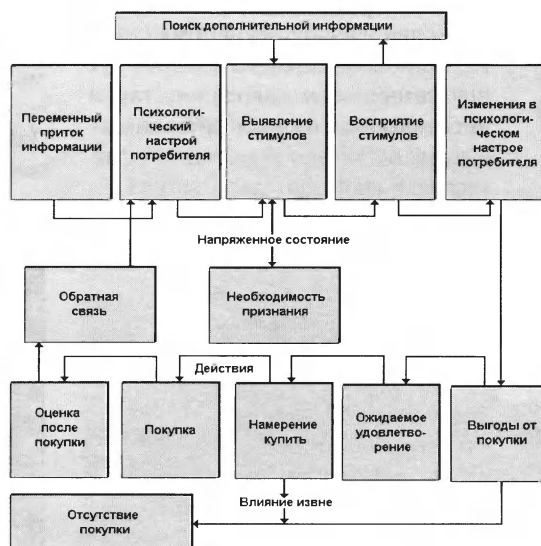 Поиск дополнительной информации
Переменный
приток
информации
Психологи-
ческий
настрой
потребителя
Выявление
стимулов
Восприятие
стимулов
Изменения в
психологи-
ческом
настрое
потребителя
Напряженное состояние
Обратная
связь
Необходимость
признания
Действия
Оценка
после
покупки
Покупка
Намерение
купить
Ожидаемое
удовлетво-
рение
Выгоды от
покупки
Влияние извне
Отсутствие
покупки